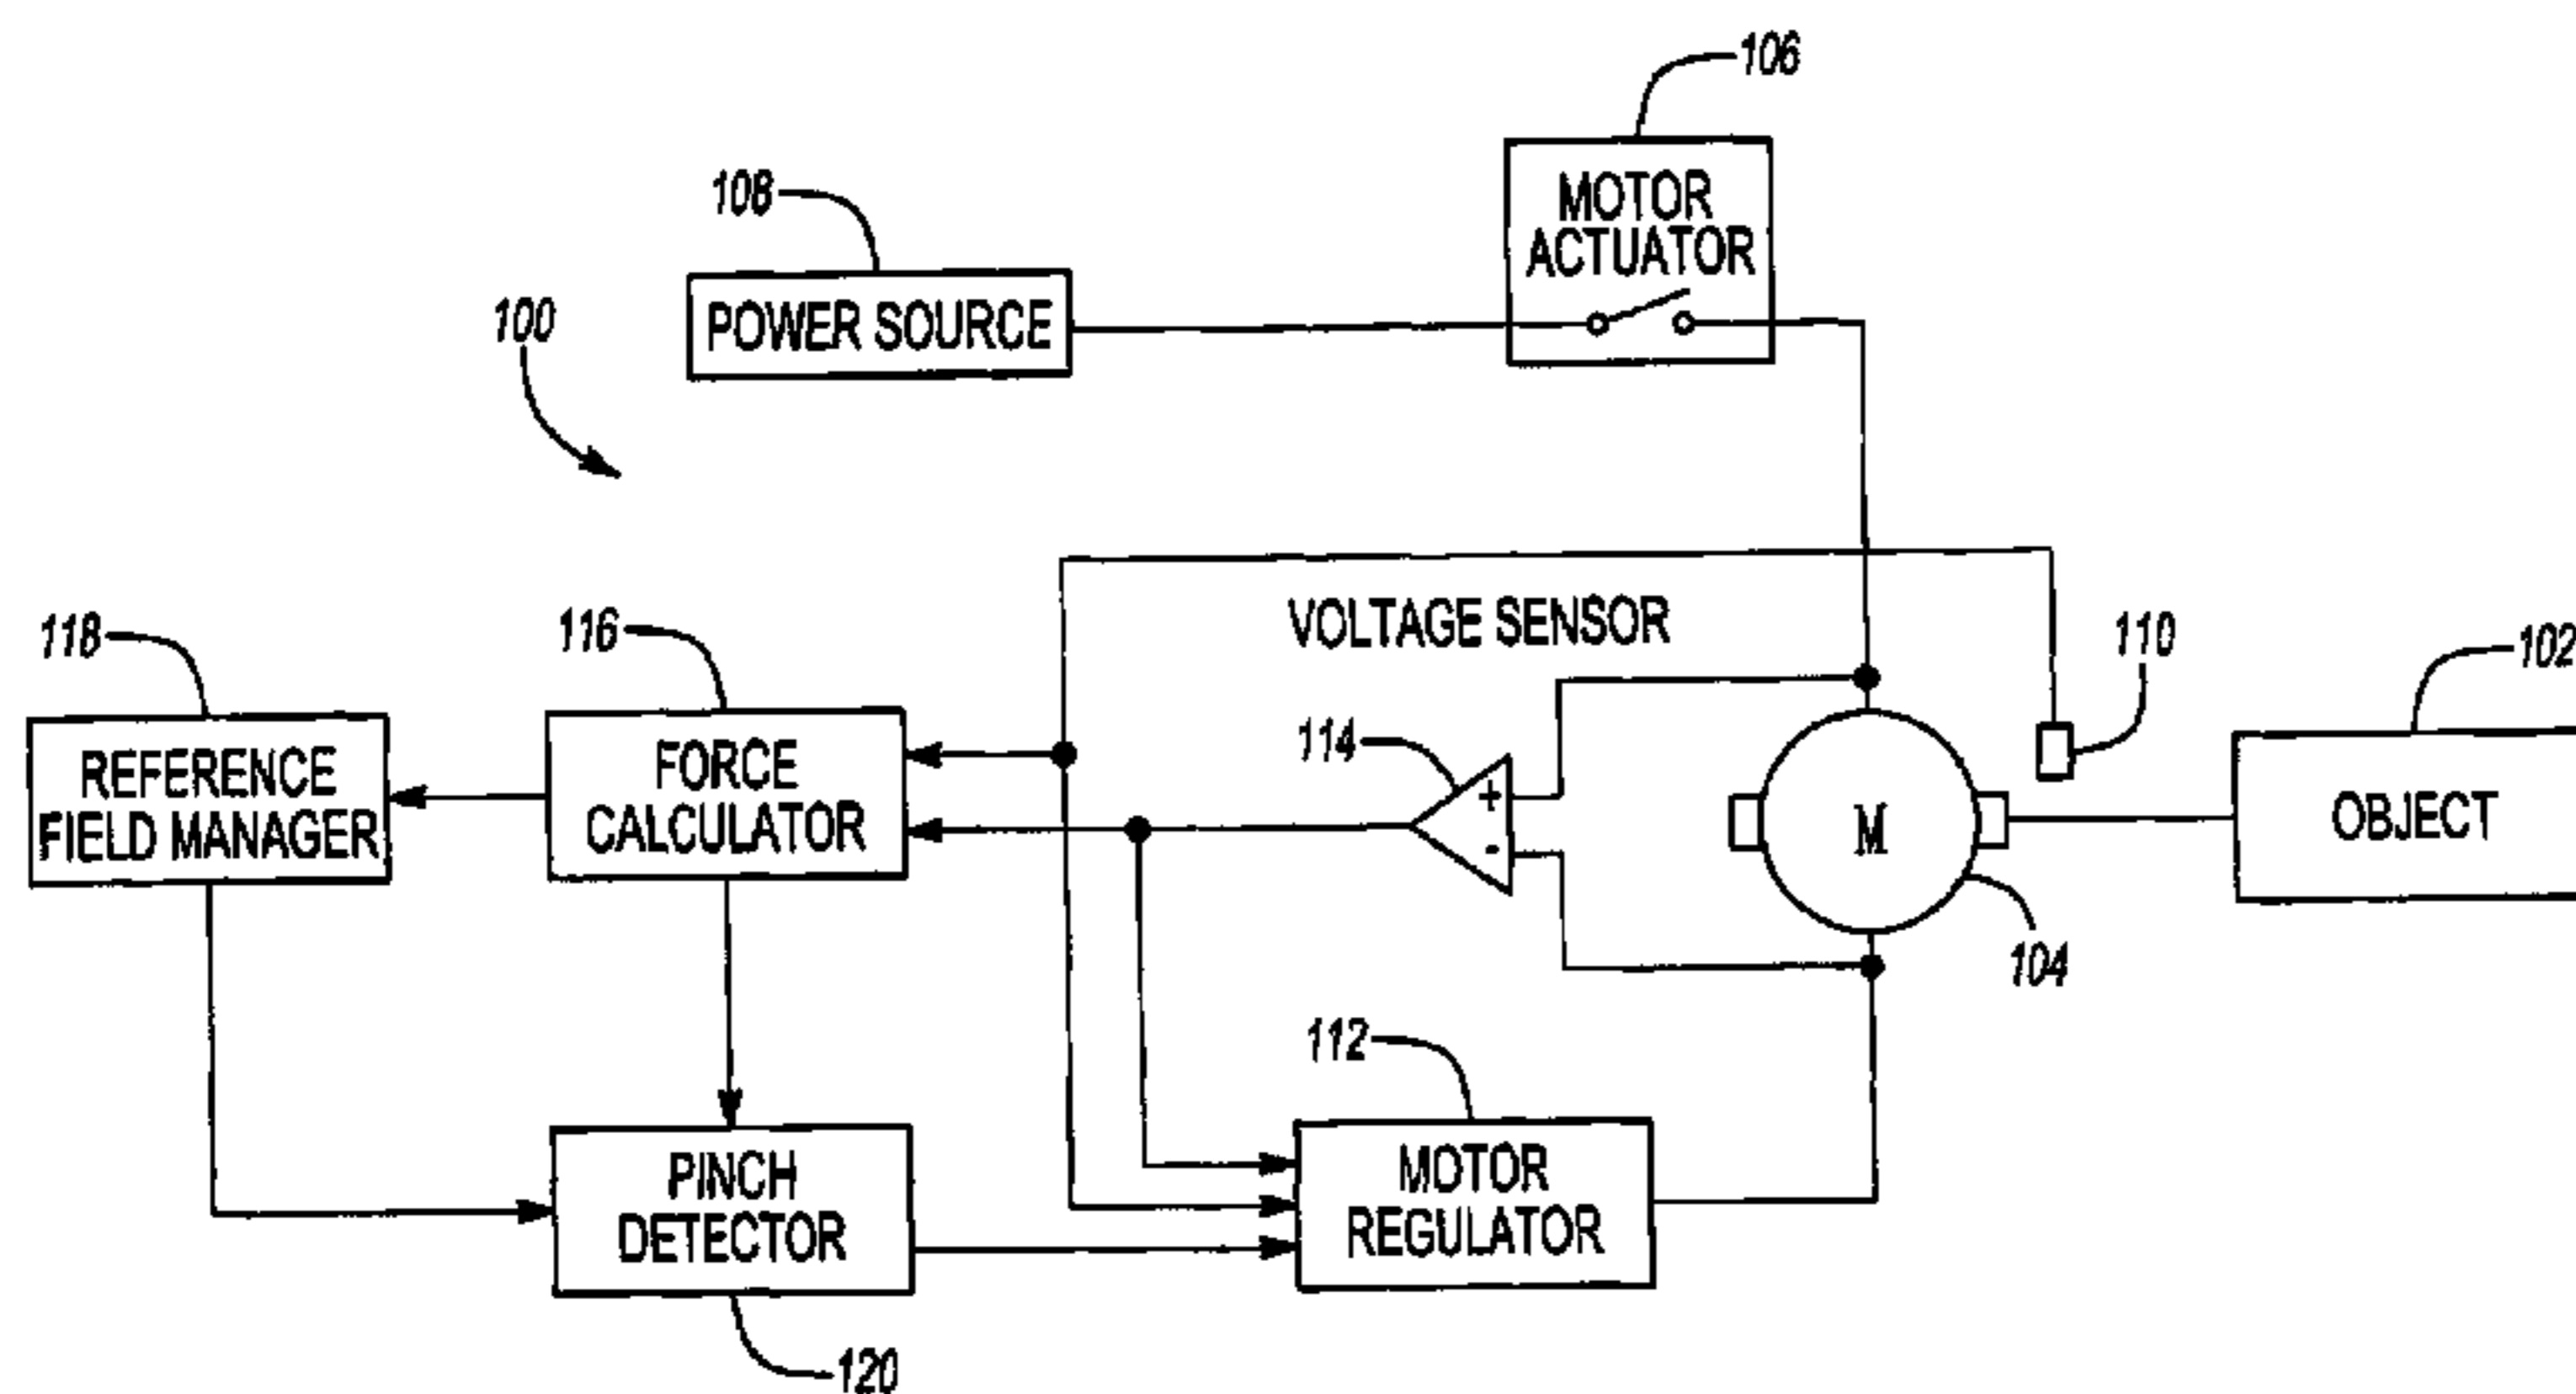 106
108
MOTOR
ACTUATOR
100
POWER SOURCE
VOLTAGE SENSOR
118
116
110
102
114
REFERENCE
FIELD MANAGER
FORCE
CALCULATOR
+
-
M
OBJECT
104
112
PINCH
DETECTOR
MOTOR
REGULATOR
120